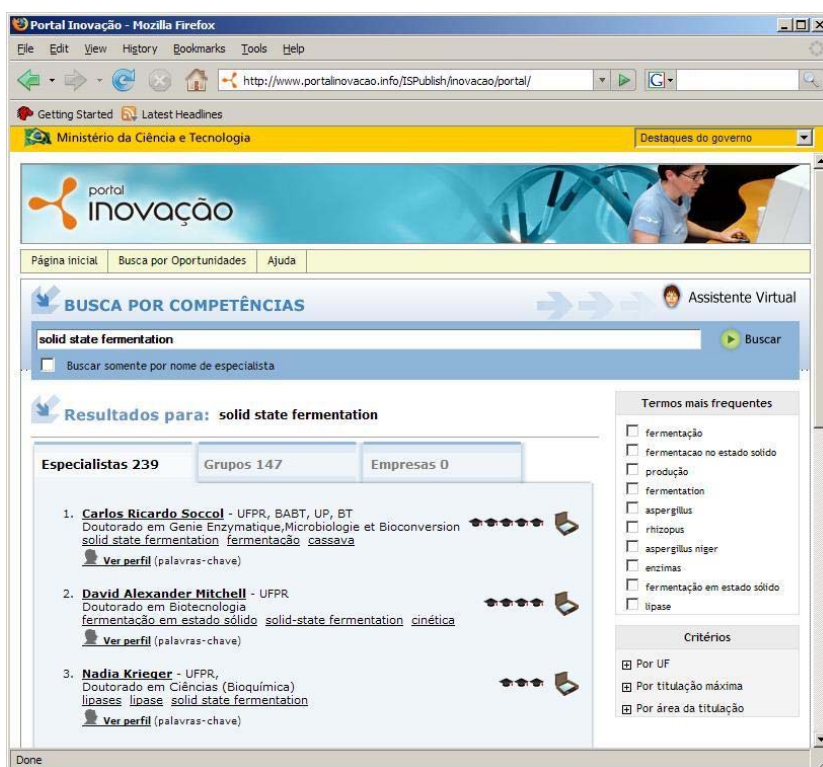 Portal Inovação - Mozilla Firefox
File Edit View History Bookmarks Tools Help
http://www.portalinovacao.info/ISPublish/inovacao/portal/
G
Getting Started Latest Headlines
Ministério da Ciência e Tecnologia
Destaques do governo
portal
inovação
Página inicial Busca por Oportunidades Ajuda
BUSCA POR COMPETÊNCIAS
Assistente Virtual
solid state fermentation
Buscar
Buscar somente por nome de especialista
Resultados para: solid state fermentation
Especialistas 239 Grupos 147 Empresas 0
1. Carlos Ricardo Soccol - UFPR, BABT, UP, BT
Doutorado em Genie Enzymatique,Microbiologie et Bioconversion
solid state fermentation fermentação cassava
Ver perfil (palavras-chave)
2. David Alexander Mitchell - UFPR
Doutorado em Biotecnologia
fermentação em estado sólido solid-state fermentation cinética
Ver perfil (palavras-chave)
3. Nadia Krieger - UFPR,
Doutorado em Ciências (Bioquímica)
lipases lipase solid state fermentation
Ver perfil (palavras-chave)
Termos mais frequentes
fermentação
fermentacao no estado solido
produção
fermentation
aspergillus
rhizopus
aspergillus niger
enzimas
fermentação em estado sólido
lipase
Critérios
Por UF
Por titulação máxima
Por área da titulação
Done